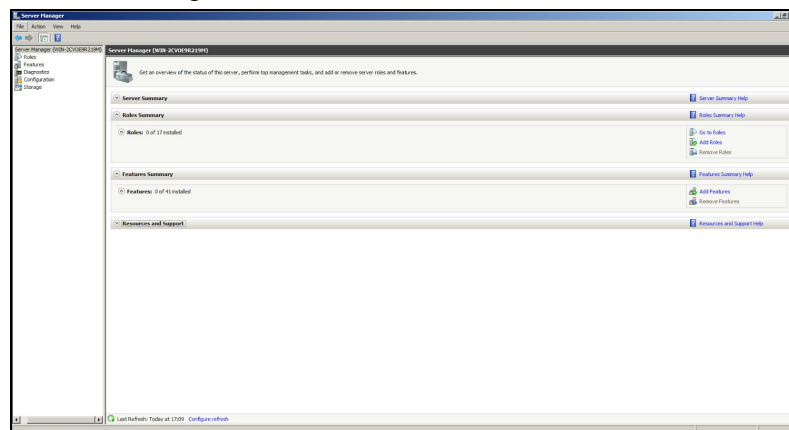 Server Manager
File Action View Help
Server Manager (WIN-2CVOE9R219M)
Roles
Features
Diagnostics
Configuration
Storage
Server Manager (WIN-2CVOE9R219M)
Get an overview of the status of this server, perform top management tasks, and add or remove server roles and features.
Server Summary Server Summary Help
Roles Summary Roles Summary Help
Roles: 0 of 17 installed Go to Roles
Add Roles
Remove Roles
Features Summary Features Summary Help
Features: 0 of 41 installed Add Features
Remove Features
Resources and Support Resources and Support Help
Last Refresh: Today at 17:09 Configure refresh